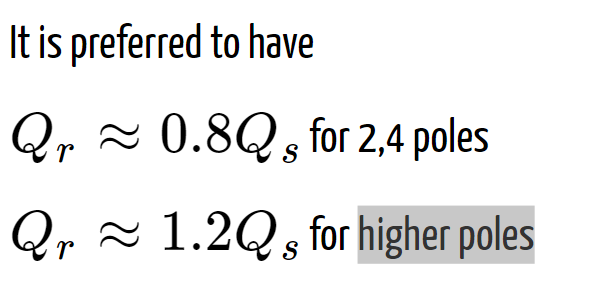 It is preferred to have
Qᵣ ≈ 0.8Qₛ for 2,4 poles
Qᵣ ≈ 1.2Qₛ for higher poles